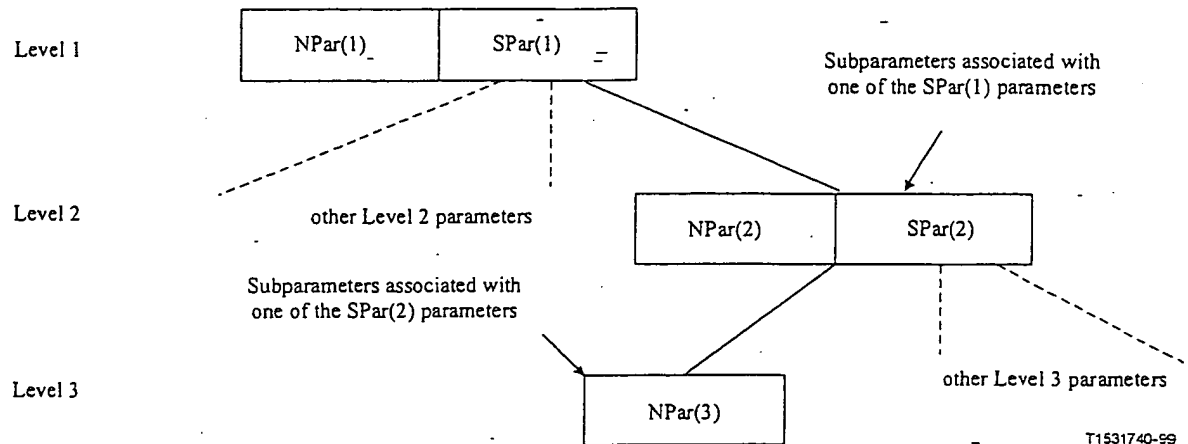 Level 1
NPar(1)
SPar(1)
Subparameters associated with
one of the SPar(1) parameters
Level 2
other Level 2 parameters
NPar(2)
SPar(2)
Subparameters associated with
one of the SPar(2) parameters
Level 3
NPar(3)
other Level 3 parameters
T1531740-99